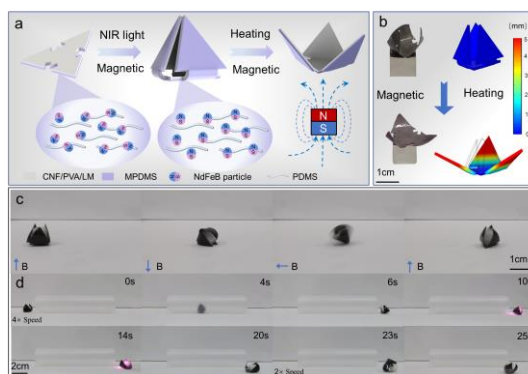 a
NIR light
Magnetic
Heating
Magnetic
N
S
CNF/PVA/LM
MPDMS
NdFeB particle
PDMS
b
mm
5
4
3
2
1
0
Magnetic
Heating
1cm
c
B
B
B
B
1cm
d
0s
4s
6s
10
4× Speed
14s
20s
23s
25
2cm
2× Speed